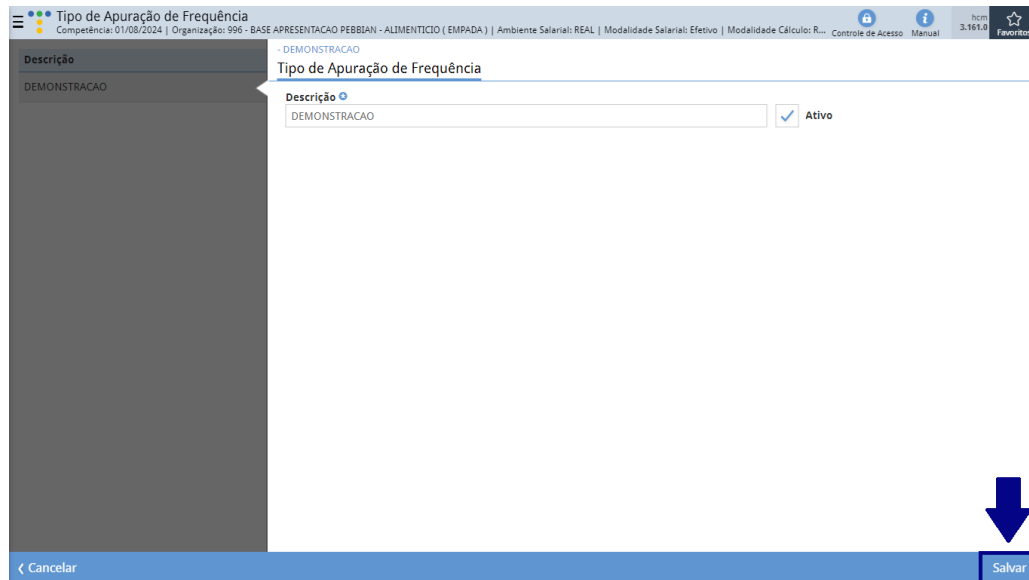 Tipo de Apuração de Frequência
Competência: 01/08/2024 | Organização: 996 - BASE APRESENTACAO PEBBIAN - ALIMENTICIO ( EMPADA ) | Ambiente Salarial: REAL | Modalidade Salarial: Efetivo | Modalidade Cálculo: R...
Controle de Acesso
Manual
hcm
3.161.0
Favoritos
Descrição
DEMONSTRACAO
- DEMONSTRACAO
Tipo de Apuração de Frequência
Descrição
DEMONSTRACAO
Ativo
Cancelar
Salvar